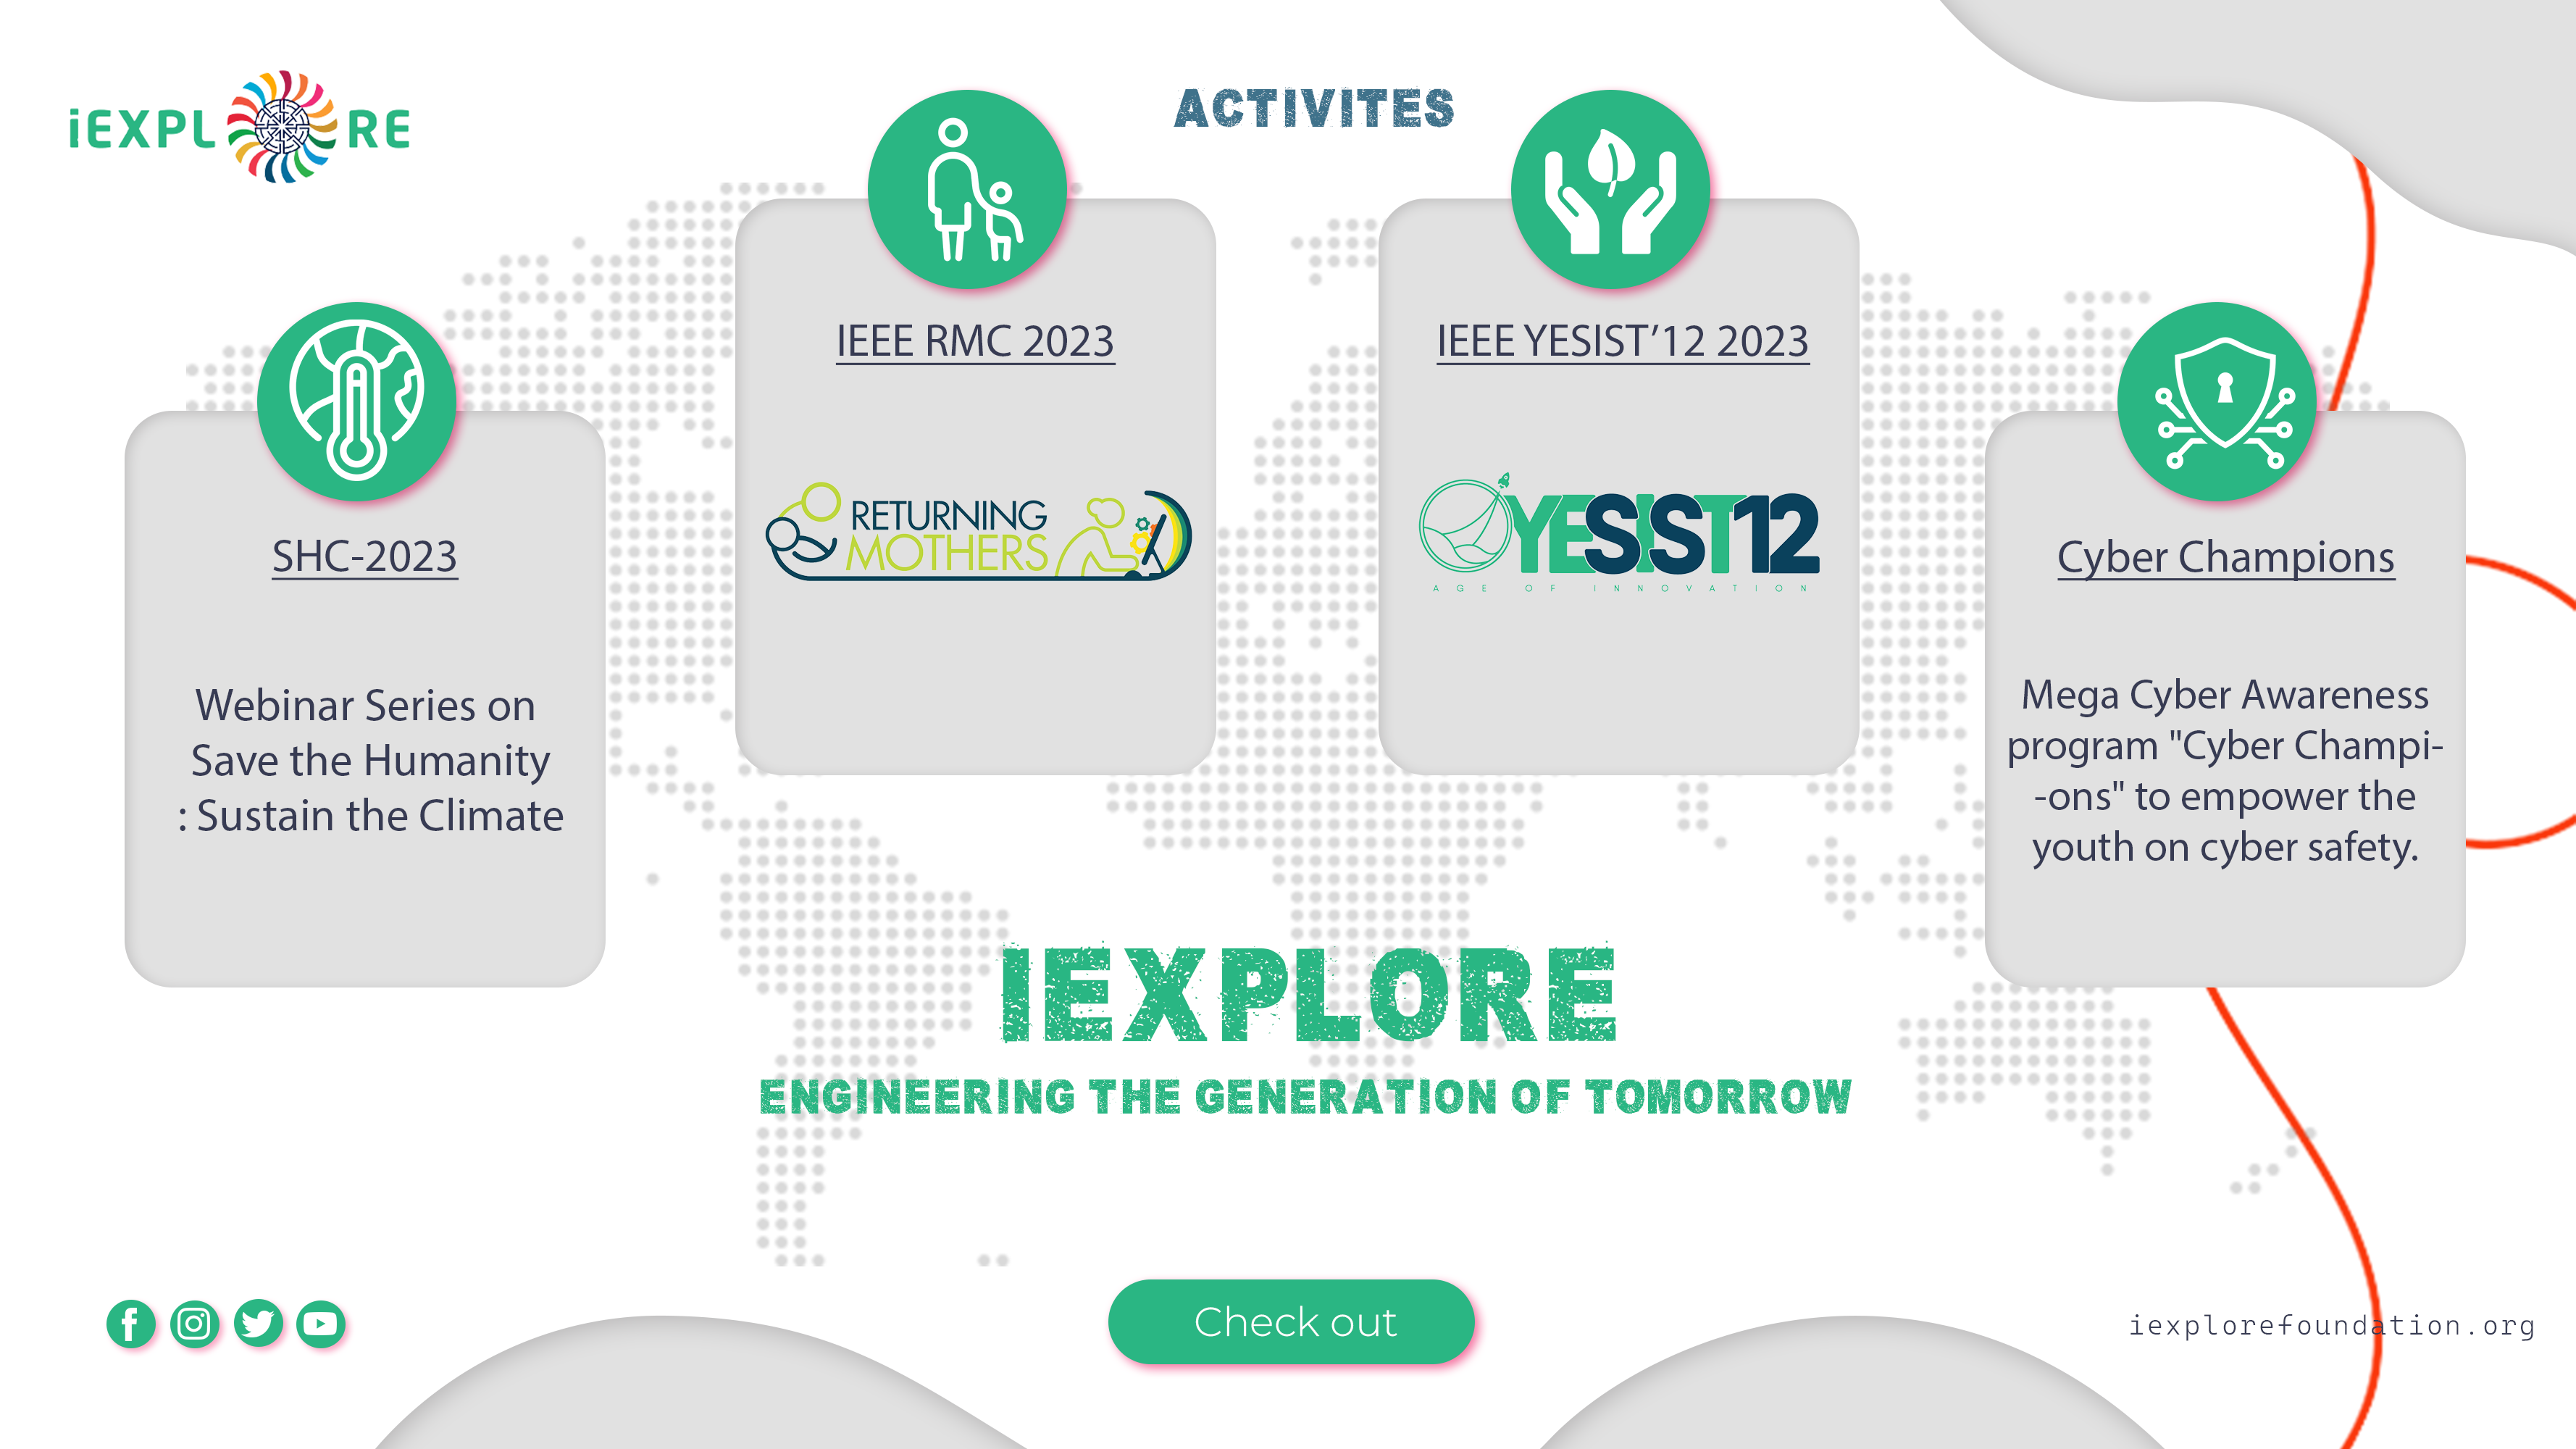 iEXPLORE
ACTIVITES
SHC-2023
Webinar Series on
Save the Humanity
: Sustain the Climate
IEEE RMC 2023
RETURNING
MOTHERS
IEEE YESIST’12 2023
YESIST12
AGE OF INNOVATION
Cyber Champions
Mega Cyber Awareness
program "Cyber Champi-
-ons" to empower the
youth on cyber safety.
IEXPLORE
ENGINEERING THE GENERATION OF TOMORROW
Check out
iexplorefoundation.org